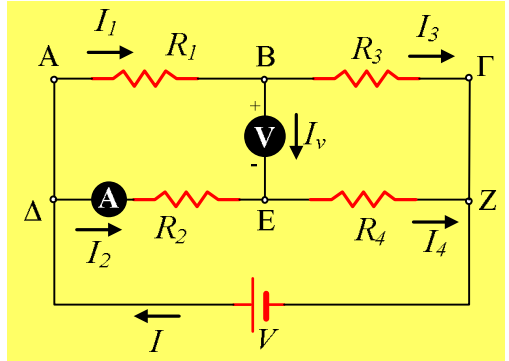 I1 R1 I3
A B R3 Γ
+
V Iv
-
Δ A R2 E R4 Z
I2 I4
I V